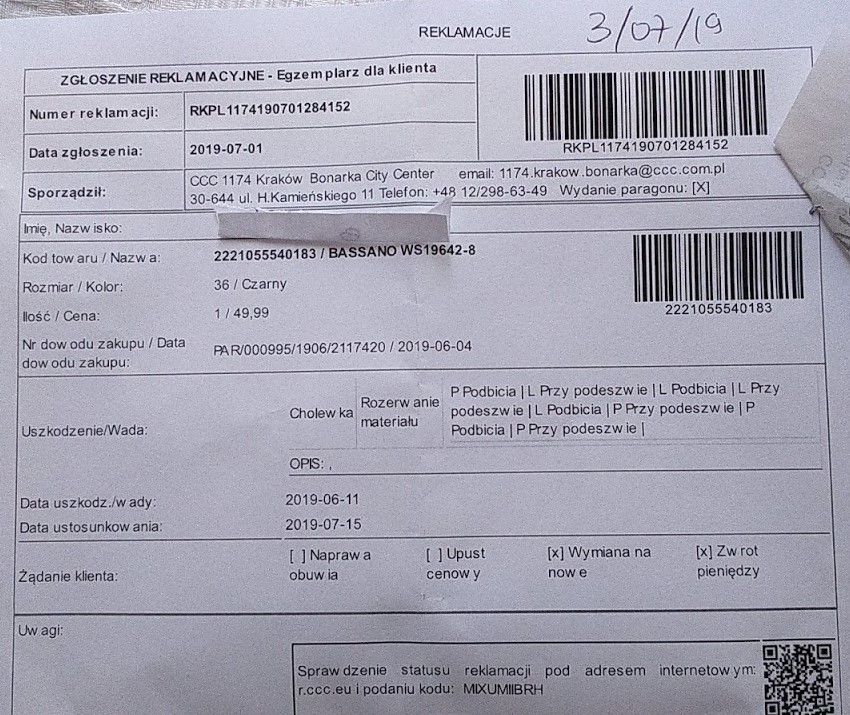 REKLAMACJE
3/07/19
ZGŁOSZENIE REKLAMACYJNE - Egzemplarz dla klienta
Numer reklamacji: RKPL1174190701284152
RKPL1174190701284152
Data zgłoszenia: 2019-07-01
Sporządził: CCC 1174 Kraków Bonarka City Center email: 1174.krakow.bonarka@ccc.com.pl
30-644 ul. H.Kamieńskiego 11 Telefon: +48 12/298-63-49 Wydanie paragonu: [X]
Imię, Nazwisko:
Kod towaru / Nazwa: 2221055540183 / BASSANO WS19642-8
Rozmiar / Kolor: 36 / Czarny
2221055540183
Ilość / Cena: 1 / 49,99
Nr dowodu zakupu / Data
dowodu zakupu: PAR/000995/1906/2117420 / 2019-06-04
Uszkodzenie/Wada: Cholewka Rozerwanie
materiału
P Podbicia | L Przy podeszwie | L Podbicia | L Przy
podeszwie | L Podbicia | P Przy podeszwie | P
Podbicia | P Przy podeszwie |
OPIS: ,
Data uszkodz./wady: 2019-06-11
Data ustosunkowania: 2019-07-15
Żądanie klienta: [ ] Naprawa
obuwia
[ ] Upust
cenowy
[x] Wymiana na
nowe
[x] Zwrot
pieniędzy
Uwagi:
Sprawdzenie statusu reklamacji pod adresem internetowym:
r.ccc.eu i podaniu kodu: MIXUMIIBRH